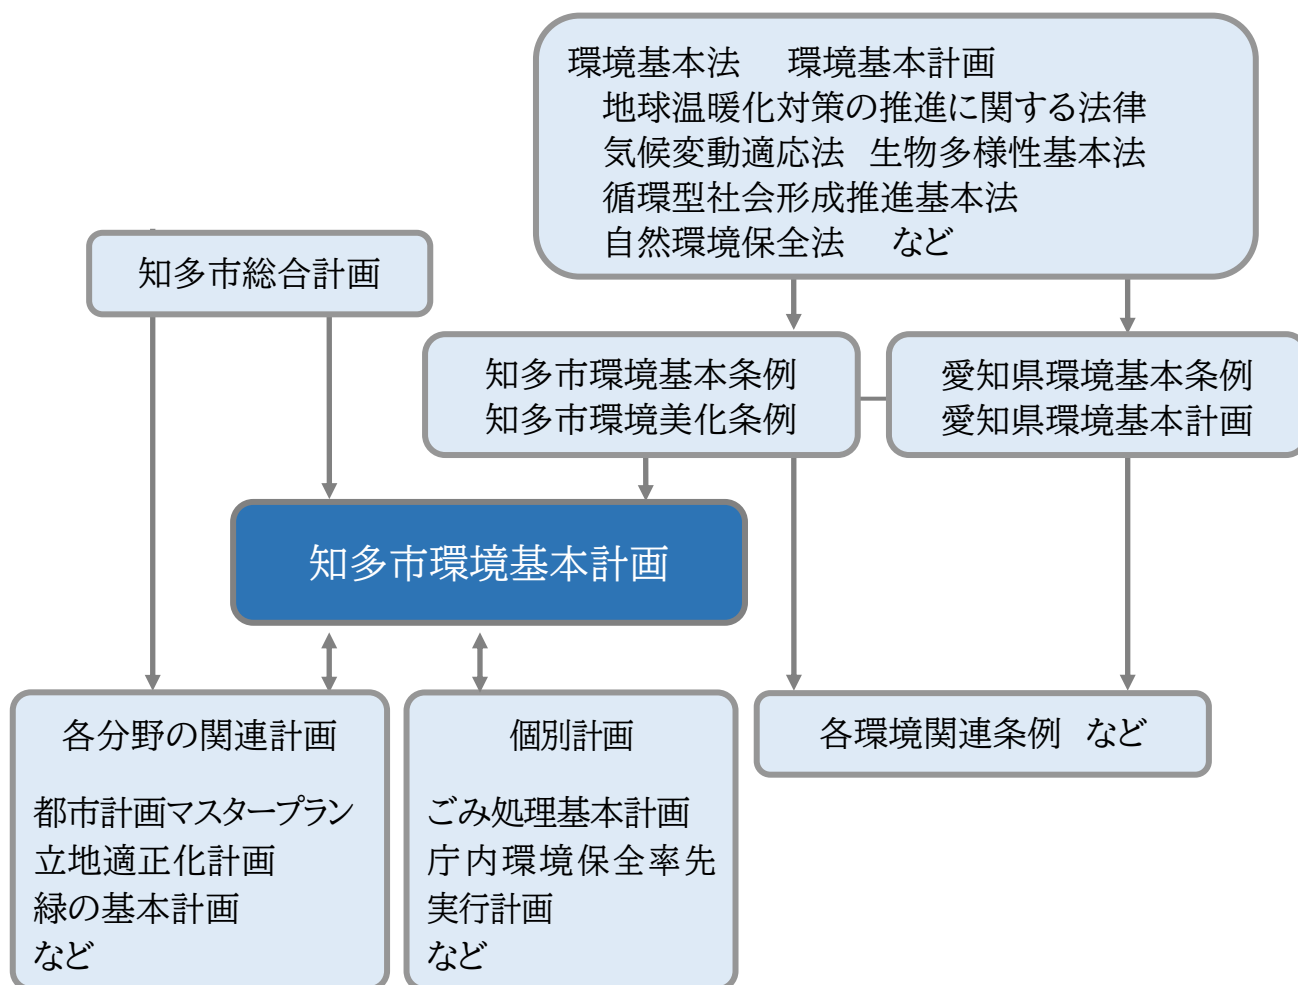 環境基本法　環境基本計画
地球温暖化対策の推進に関する法律
気候変動適応法　生物多様性基本法
循環型社会形成推進基本法
自然環境保全法　など
知多市総合計画
知多市環境基本条例
知多市環境美化条例
愛知県環境基本条例
愛知県環境基本計画
知多市環境基本計画
各分野の関連計画
都市計画マスタープラン
立地適正化計画
緑の基本計画
など
個別計画
ごみ処理基本計画
庁内環境保全率先
実行計画
など
各環境関連条例　など